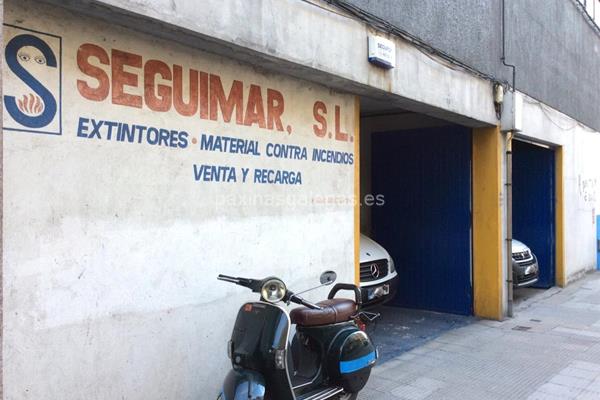 S SEGUIMAR, S.L.
EXTINTORES · MATERIAL CONTRA INCENDIOS
VENTA Y RECARGA
paxinasgalegas.es